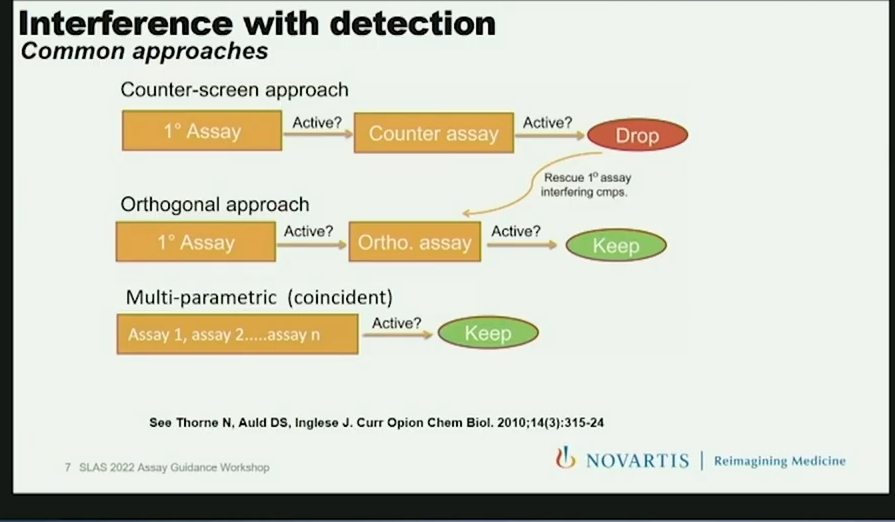 Interference with detection
Common approaches
Counter-screen approach
1° Assay
Active?
Counter assay
Active?
Drop
Rescue 1º assay
interfering cmps.
Orthogonal approach
1° Assay
Active?
Ortho. assay
Active?
Keep
Multi-parametric (coincident)
Assay 1, assay 2.....assay n
Active?
Keep
See Thorne N, Auld DS, Inglese J. Curr Opion Chem Biol. 2010;14(3):315-24
7 SLAS 2022 Assay Guidance Workshop
NOVARTIS | Reimagining Medicine